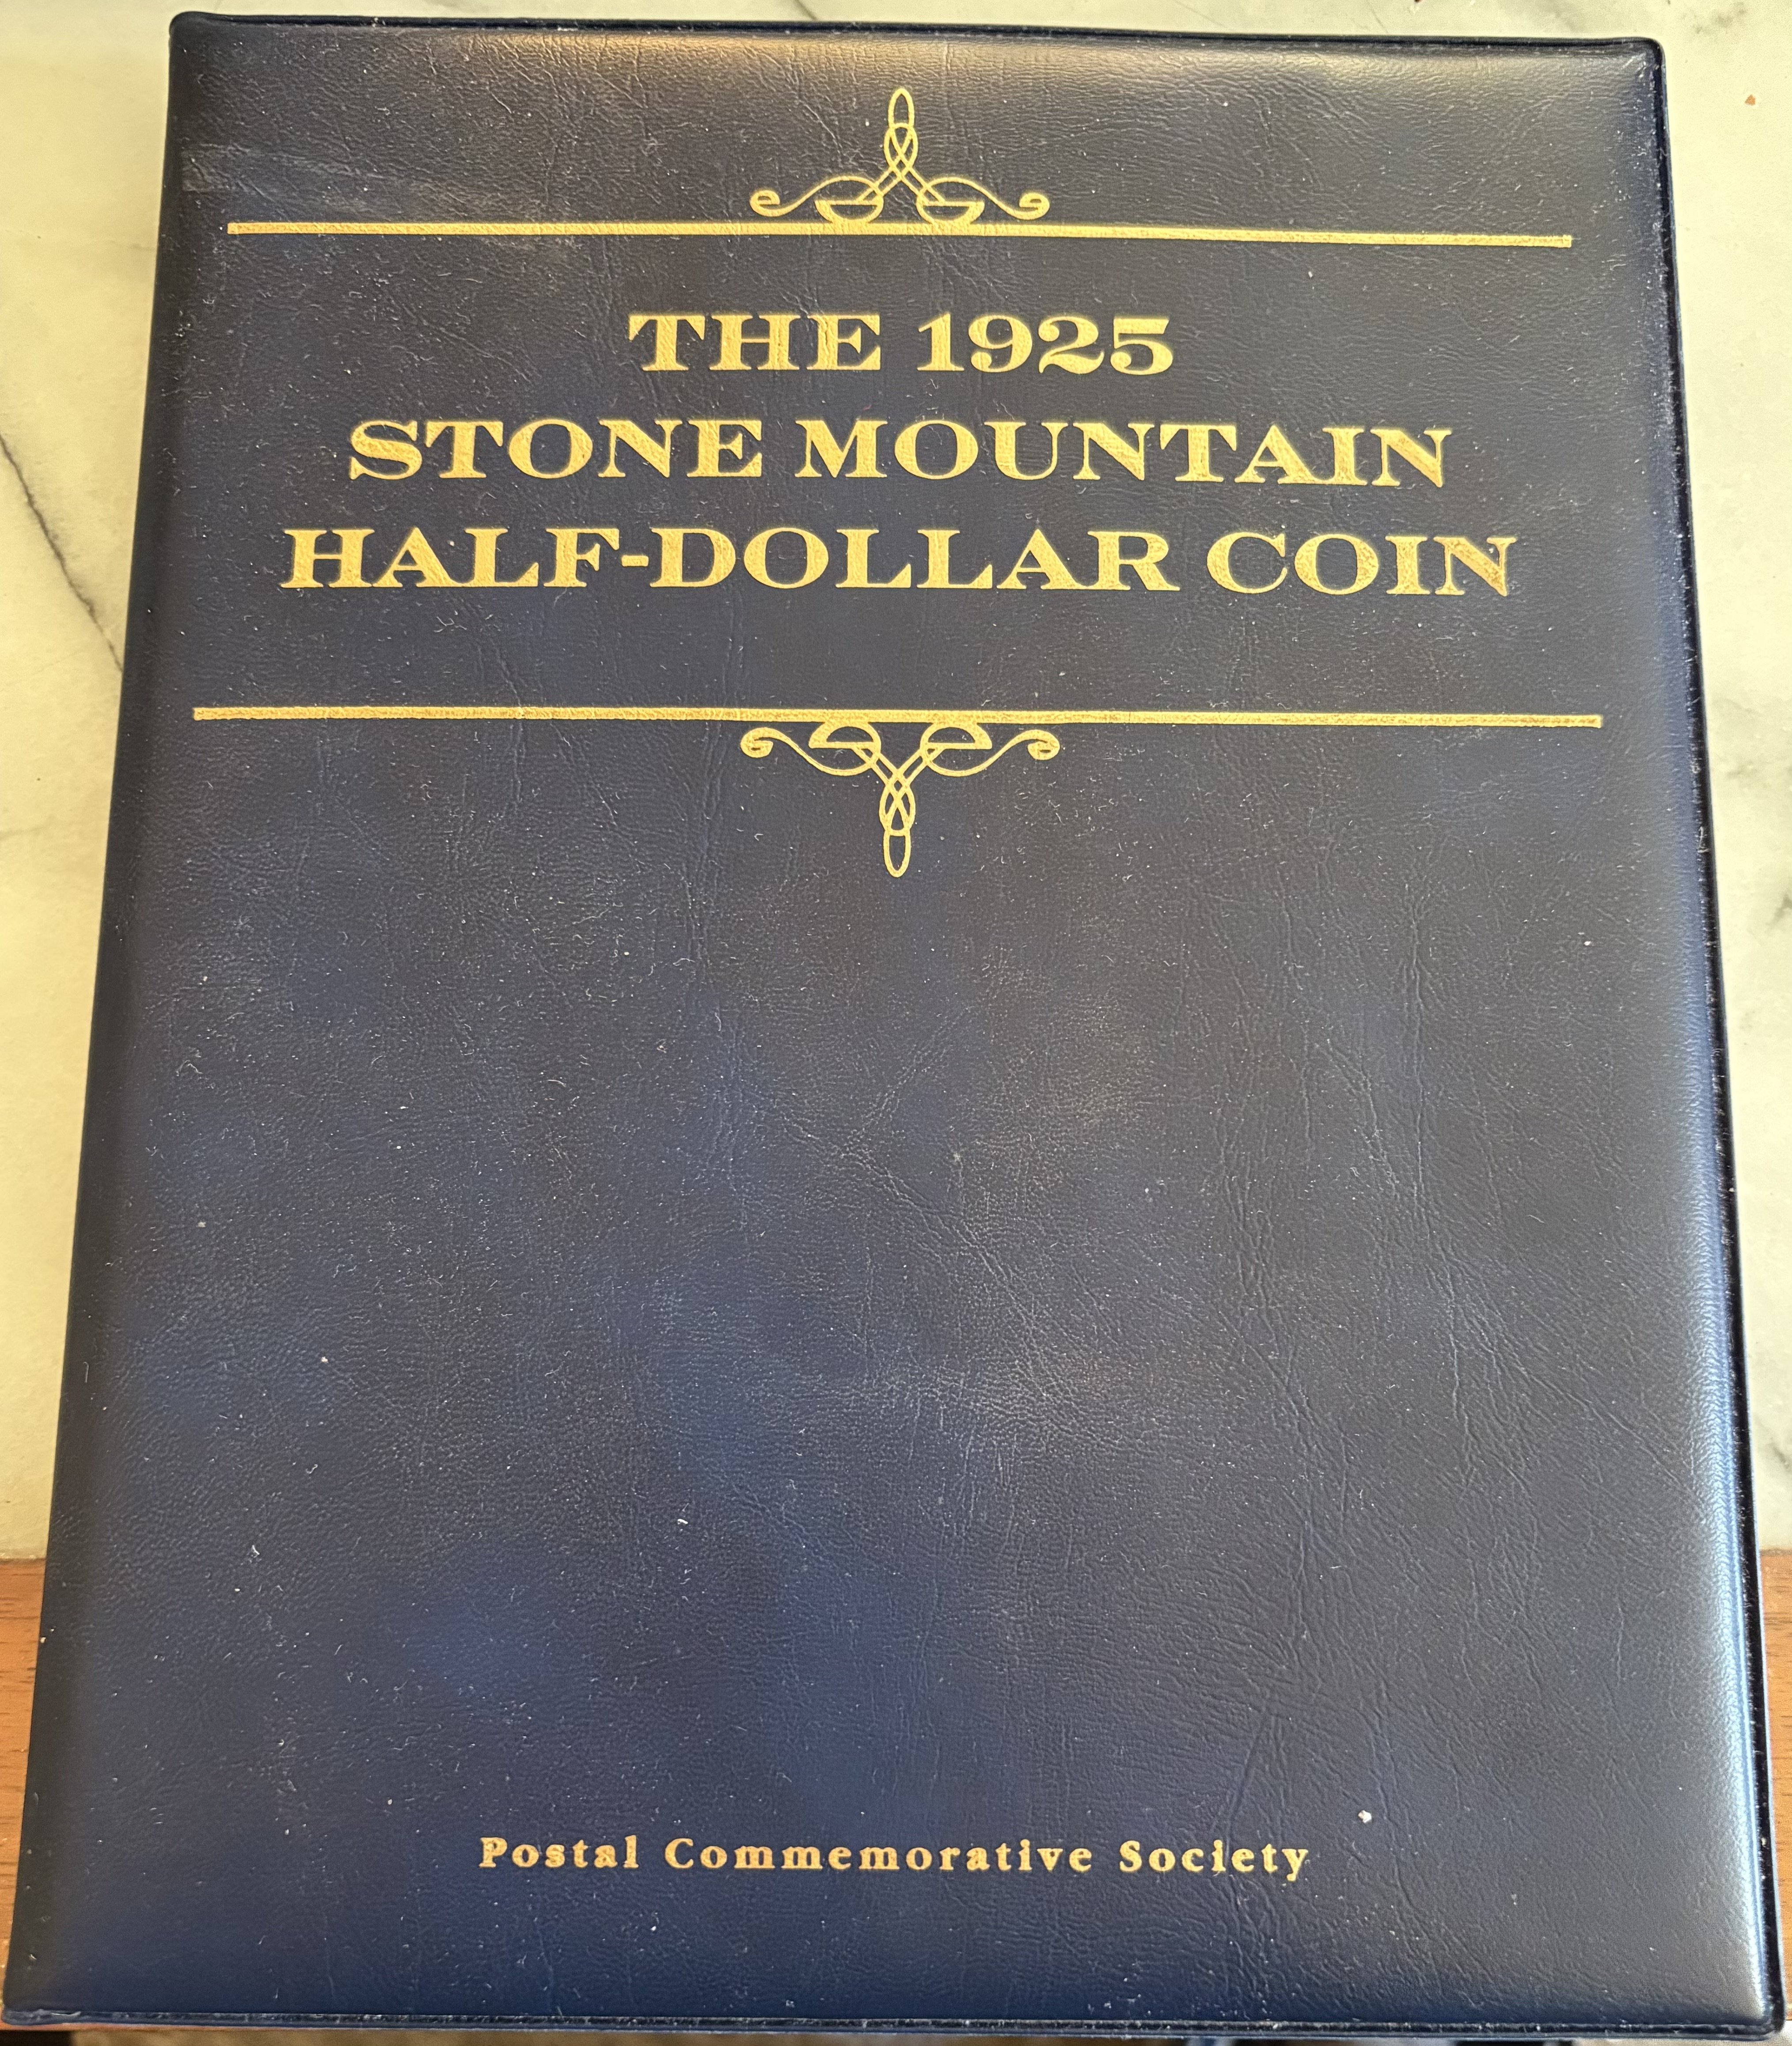 THE 1925
STONE MOUNTAIN
HALF-DOLLAR COIN
Postal Commemorative Society